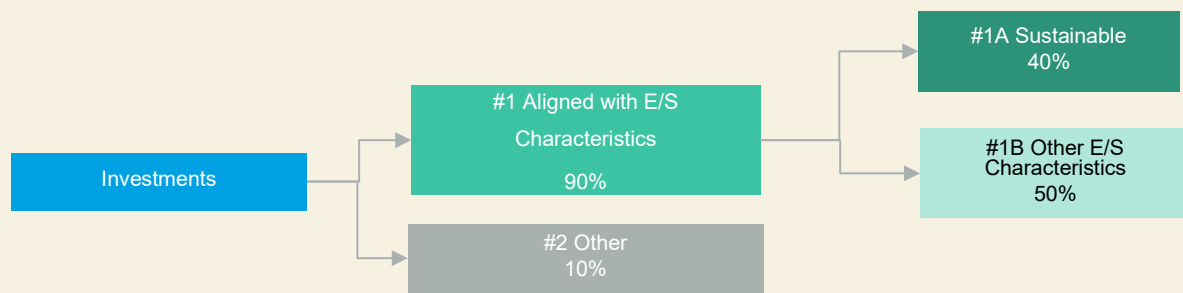 Investments
#1 Aligned with E/S
Characteristics
90%
#2 Other
10%
#1A Sustainable
40%
#1B Other E/S
Characteristics
50%